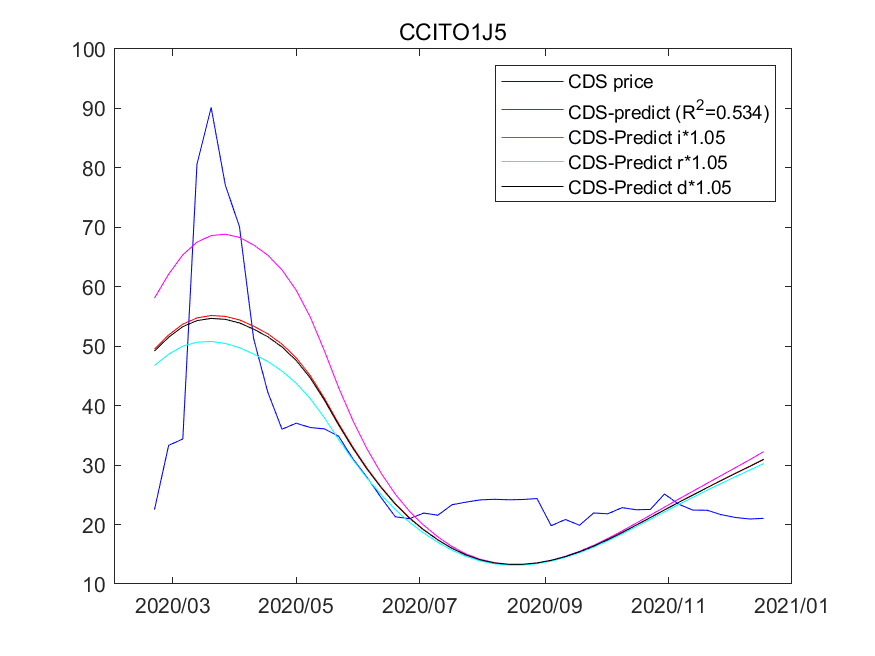 CCITO1J5
100
90
80
70
60
50
40
30
20
10
CDS price
CDS-predict (R²=0.534)
CDS-Predict i*1.05
CDS-Predict r*1.05
CDS-Predict d*1.05
2020/03 2020/05 2020/07 2020/09 2020/11 2021/01